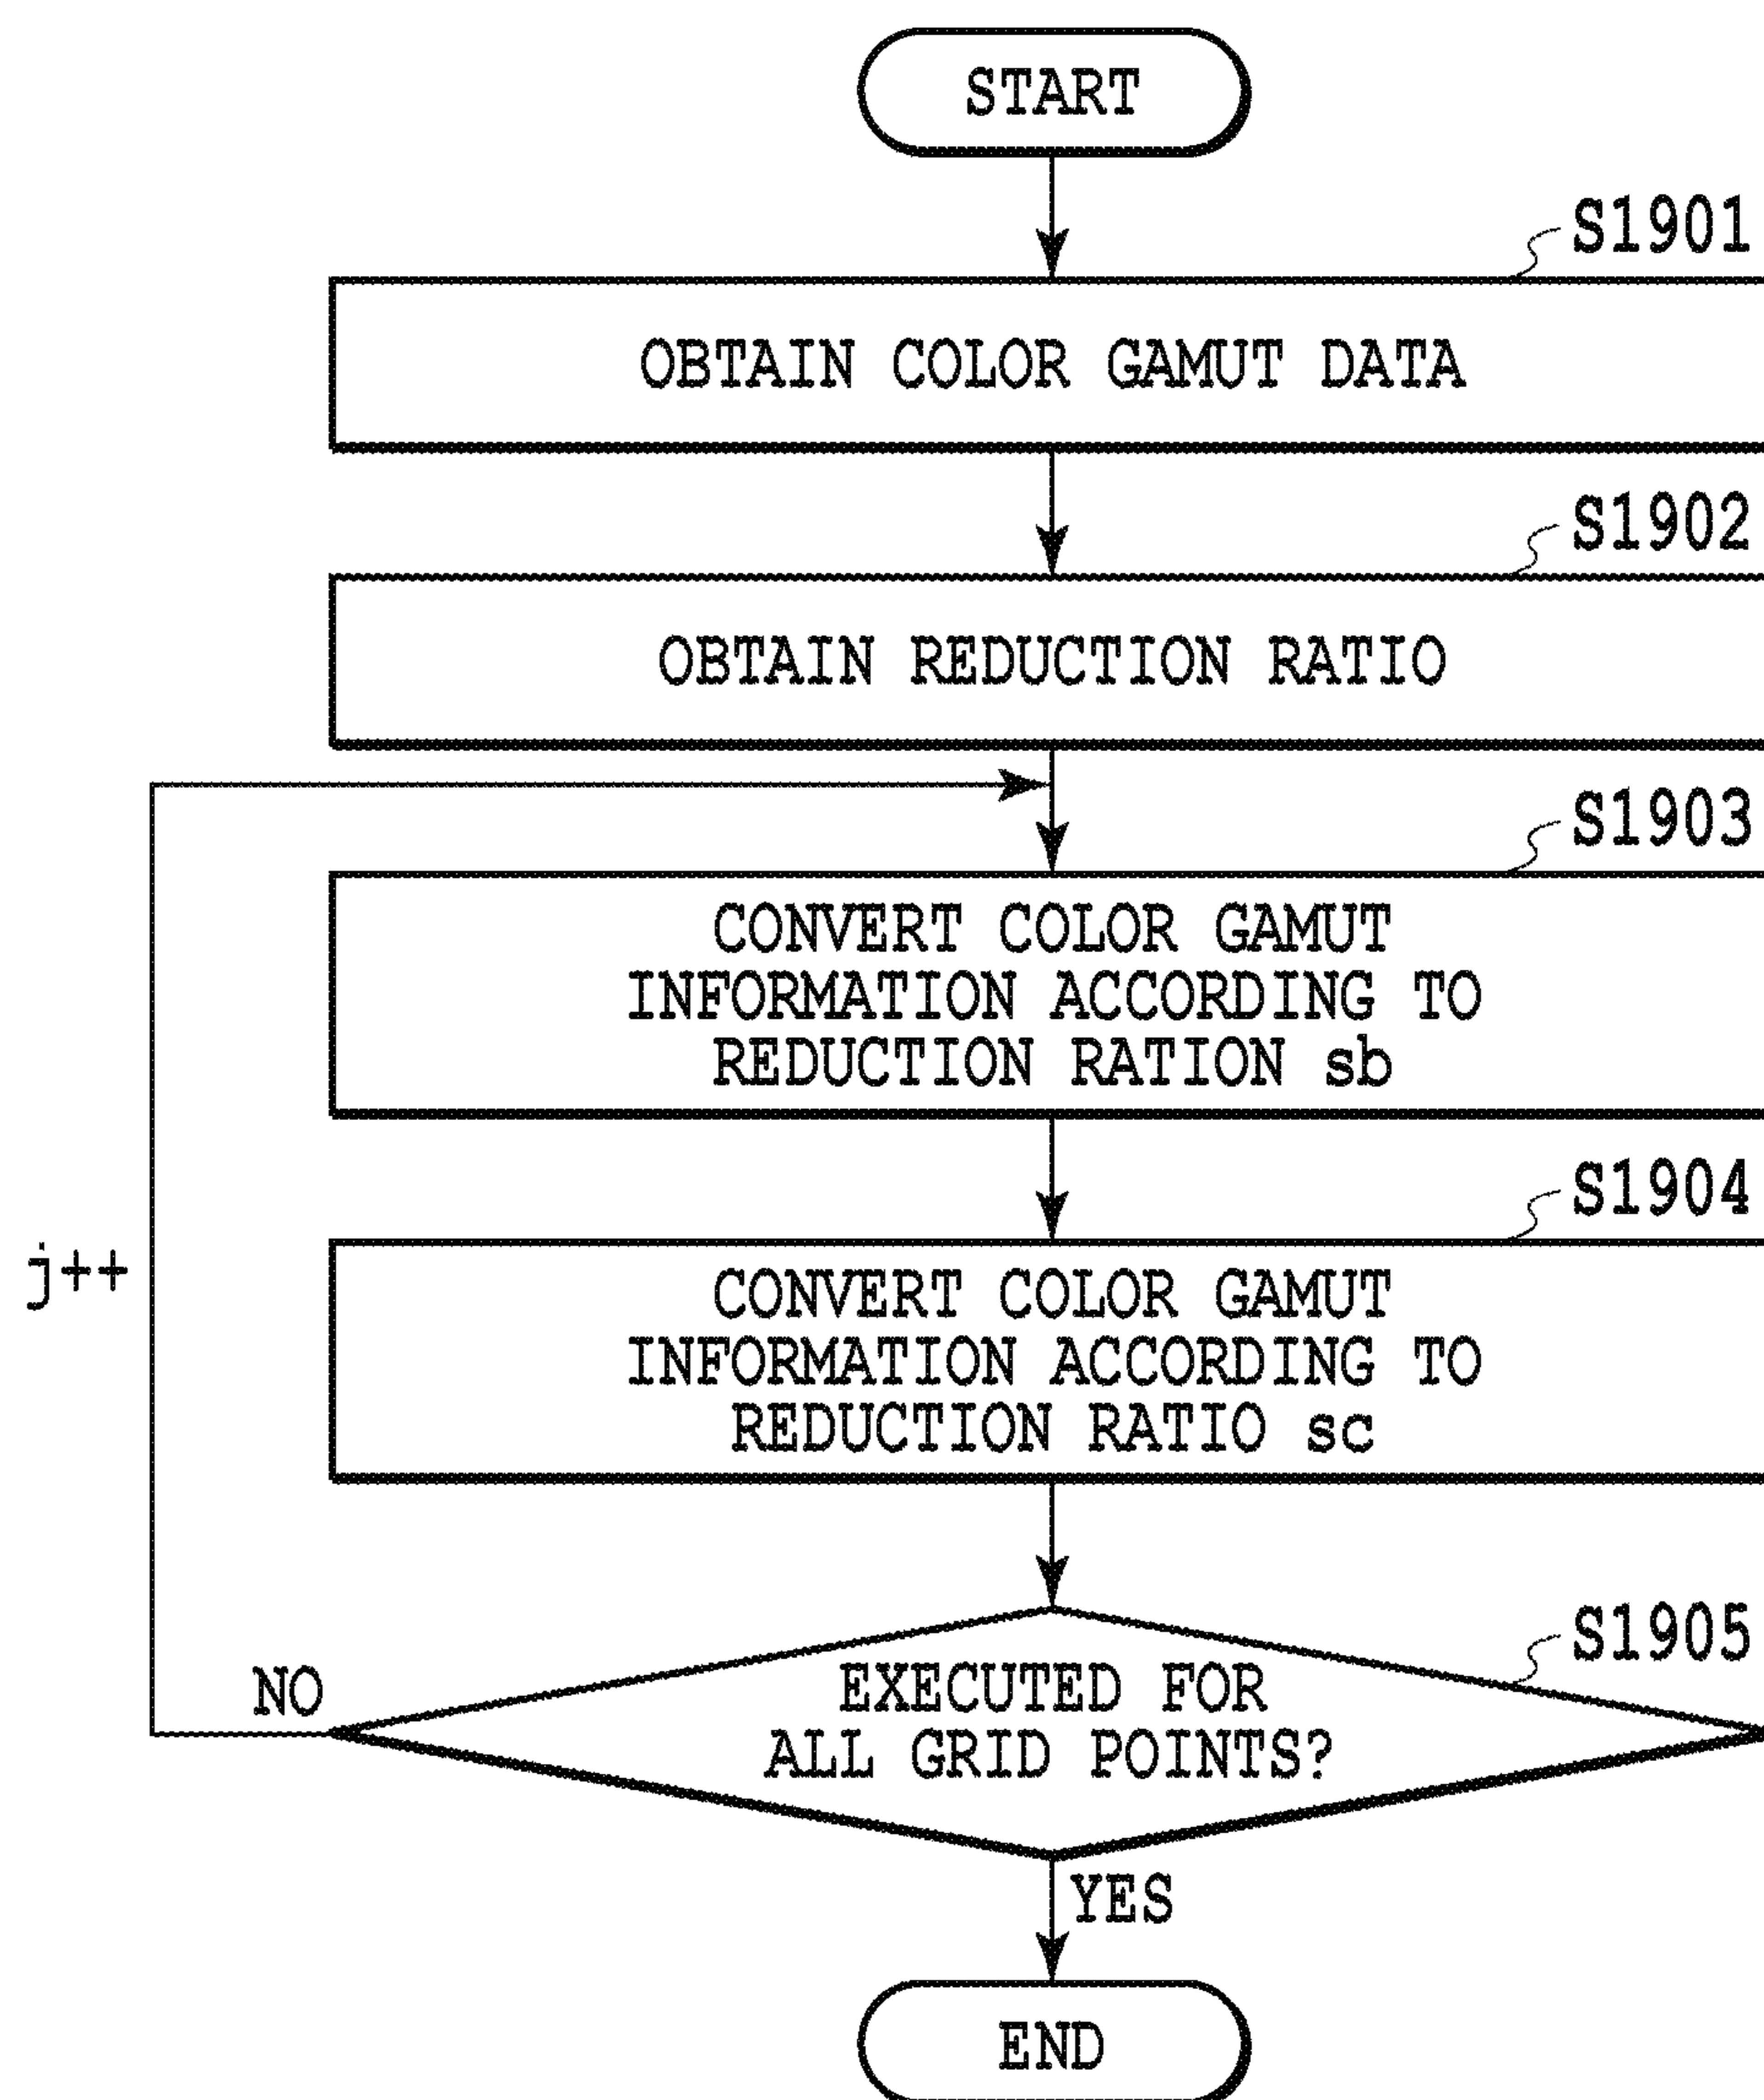 START
S1901
OBTAIN COLOR GAMUT DATA
S1902
OBTAIN REDUCTION RATIO
S1903
CONVERT COLOR GAMUT
INFORMATION ACCORDING TO
REDUCTION RATION sb
S1904
j++
CONVERT COLOR GAMUT
INFORMATION ACCORDING TO
REDUCTION RATIO sc
S1905
NO
EXECUTED FOR
ALL GRID POINTS?
YES
END